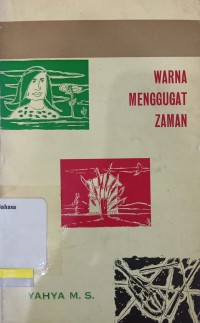 WARNA
MENGGUGAT
ZAMAN
YAHYA M. S.